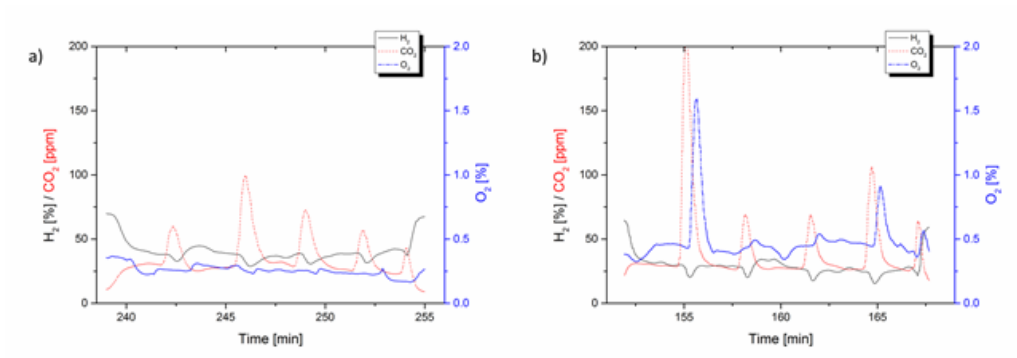 a)
H₂
CO₂
O₂
200
150
100
50
0
H₂ [%] / CO₂ [ppm]
2.0
1.5
1.0
0.5
0.0
O₂ [%]
240
245
250
255
Time [min]
b)
H₂
CO₂
O₂
200
150
100
50
0
H₂ [%] / CO₂ [ppm]
2.0
1.5
1.0
0.5
0.0
O₂ [%]
155
160
165
Time [min]